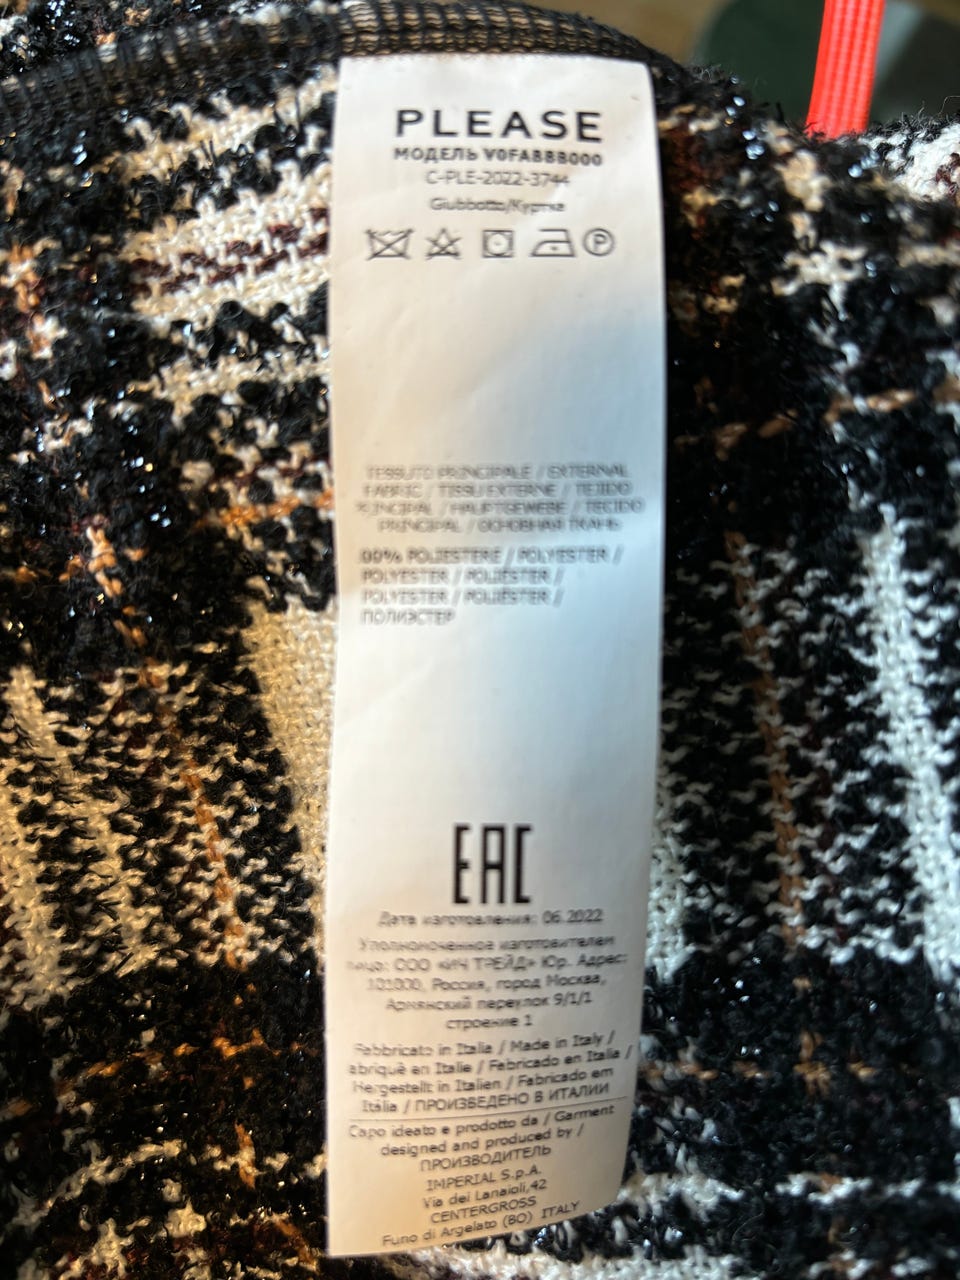 PLEASE
МОДЕЛЬ V0FA888000
C-PLE-2022-3744
Giubbotto/Куртка
P
TESSUTO PRINCIPALE / EXTERNAL
FABRIC / TISSU EXTERNE / TEJIDO
PRINCIPAL / HAUPTGEWEBE / TECIDO
PRINCIPAL / ОСНОВНАЯ ТКАНЬ
00% POLIESTERE / POLYESTER /
POLYESTER / POLIÉSTER /
POLYESTER / POLIÉSTER /
ПОЛИЭСТЕР
EAC
Дата изготовления: 06.2022
Уполномоченное изготовителем
лицо: ООО «ИЧ ТРЕЙД» Юр. Адрес:
101000, Россия, город Москва,
Армянский переулок 9/1/1
строение 1
Fabbricato in Italia / Made in Italy /
abriqué en Italie / Fabricado en Italia /
Hergestellt in Italien / Fabricado em
Itália / ПРОИЗВЕДЕНО В ИТАЛИИ
Capo ideato e prodotto da / Garment
designed and produced by /
ПРОИЗВОДИТЕЛЬ
IMPERIAL S.p.A.
Via dei Lanaioli,42
CENTERGROSS
Funo di Argelato (BO) ITALY